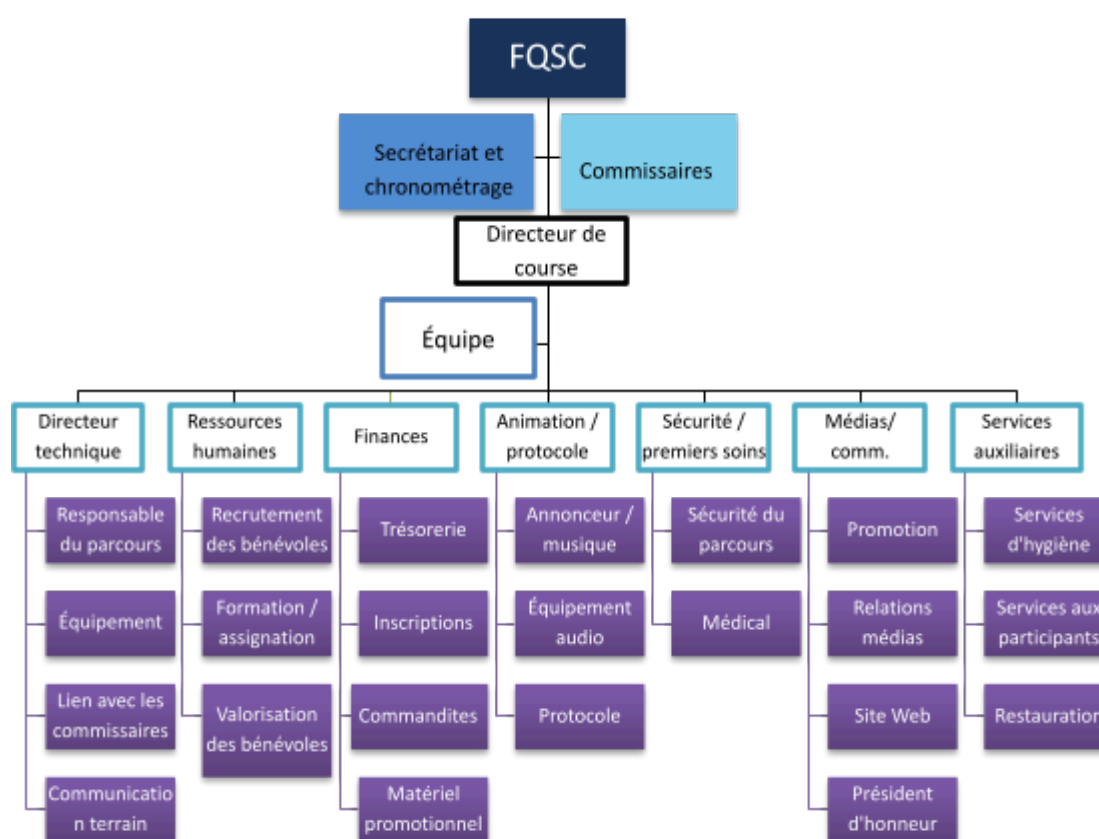 FQSC
Secrétariat et
chronométrage
Commissaires
Directeur de
course
Équipe
Directeur
technique
Ressources
humaines
Finances
Animation /
protocole
Sécurité /
premiers soins
Médias/
comm.
Services
auxiliaires
Responsable
du parcours
Recrutement
des bénévoles
Trésorerie
Annonceur /
musique
Sécurité du
parcours
Promotion
Services
d'hygiène
Équipement
Formation /
assignation
Inscriptions
Équipement
audio
Médical
Relations
médias
Services aux
participants
Lien avec les
commissaires
Valorisation
des bénévoles
Commandites
Protocole
Site Web
Restauration
Communicatio
n terrain
Matériel
promotionnel
Président
d'honneur